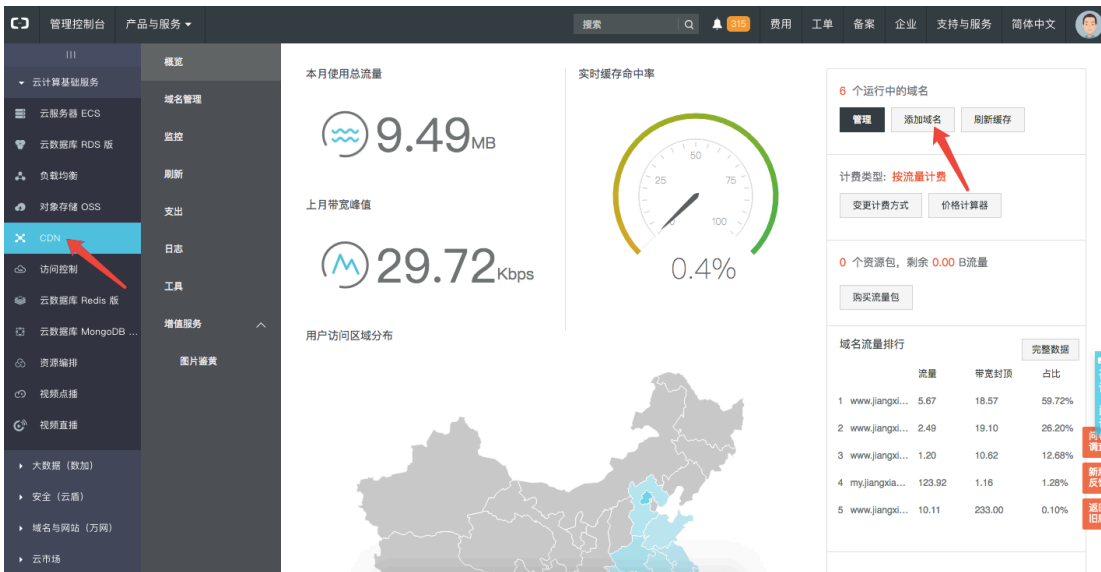 管理控制台 产品与服务 搜索 315 费用 工单 备案 企业 支持与服务 简体中文
云计算基础服务
云服务器 ECS
云数据库 RDS 版
负载均衡
对象存储 OSS
CDN
访问控制
云数据库 Redis 版
云数据库 MongoDB ...
资源编排
视频点播
视频直播
大数据（数加）
安全（云盾）
域名与网站（万网）
云市场
概览
域名管理
监控
刷新
支出
日志
工具
增值服务
图片鉴黄
本月使用总流量
9.49MB
上月带宽峰值
29.72Kbps
实时缓存命中率
25 50 75 100
0.4%
用户访问区域分布
6 个运行中的域名
管理 添加域名 刷新缓存
计费类型: 按流量计费
变更计费方式 价格计算器
0 个资源包，剩余 0.00 B流量
购买流量包
域名流量排行 完整数据
流量 带宽封顶 占比
1 www.jiangxi... 5.67 18.57 59.72%
2 www.jiangxi... 2.49 19.10 26.20%
3 www.jiangxi... 1.20 10.62 12.68%
4 my.jiangxia... 123.92 1.16 1.28%
5 www.jiangxi... 10.11 233.00 0.10%